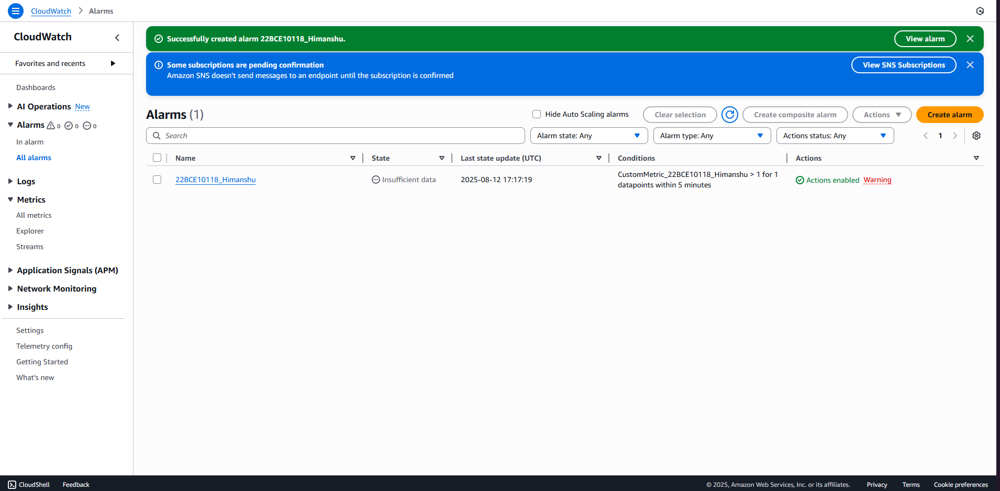 CloudWatch > Alarms
CloudWatch
Favorites and recents
Dashboards
AI Operations New
Alarms 0 0 0
In alarm
All alarms
Logs
Metrics
All metrics
Explorer
Streams
Application Signals (APM)
Network Monitoring
Insights
Settings
Telemetry config
Getting Started
What's new
Successfully created alarm 22BCE10118_Himanshu.
View alarm
Some subscriptions are pending confirmation
Amazon SNS doesn't send messages to an endpoint until the subscription is confirmed
View SNS Subscriptions
Alarms (1)
Hide Auto Scaling alarms
Clear selection
Create composite alarm
Actions
Create alarm
Search
Alarm state: Any
Alarm type: Any
Actions status: Any
1
Name State Last state update (UTC) Conditions Actions
22BCE10118_Himanshu
Insufficient data
2025-08-12 17:17:19
CustomMetric_22BCE10118_Himanshu > 1 for 1
datapoints within 5 minutes
Actions enabled Warning
CloudShell Feedback
© 2025, Amazon Web Services, Inc. or its affiliates. Privacy Terms Cookie preferences